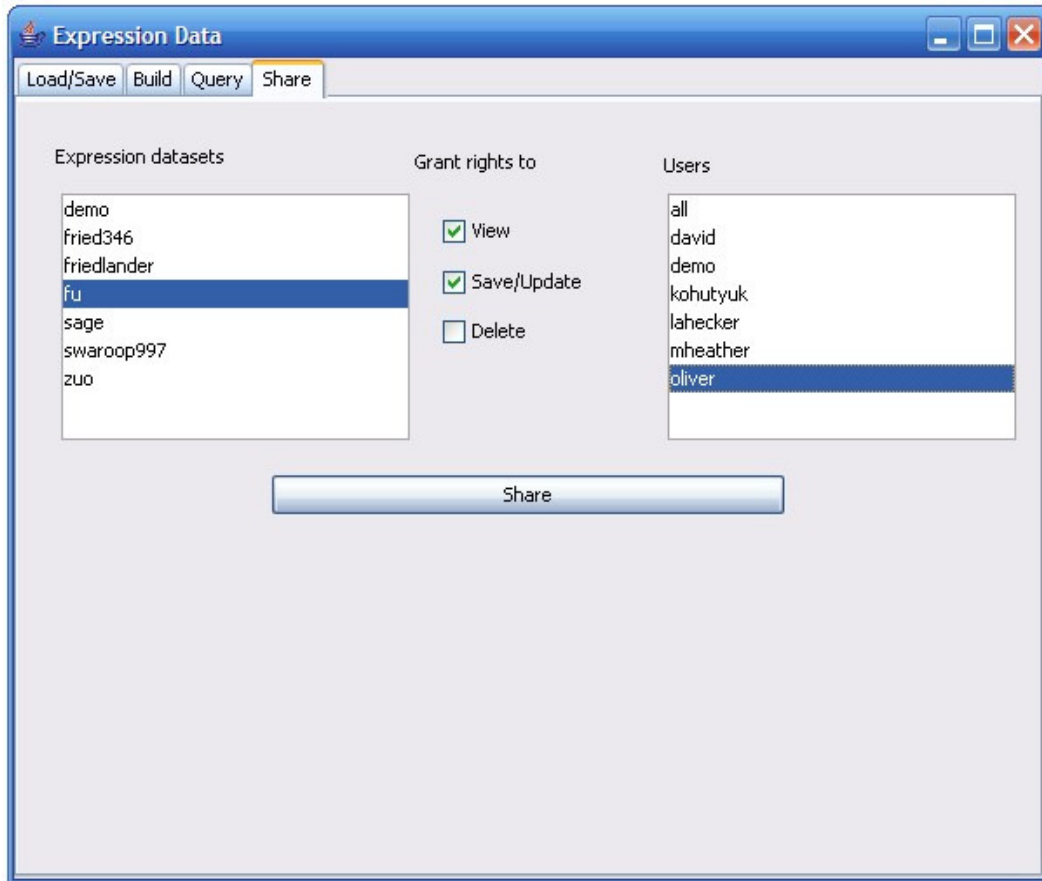 Expression Data
Load/Save Build Query Share
Expression datasets
demo
fried346
friedlander
fu
sage
swaroop997
zuo
Grant rights to
View
Save/Update
Delete
Users
all
david
demo
kohutyuk
lahecker
mheather
oliver
Share